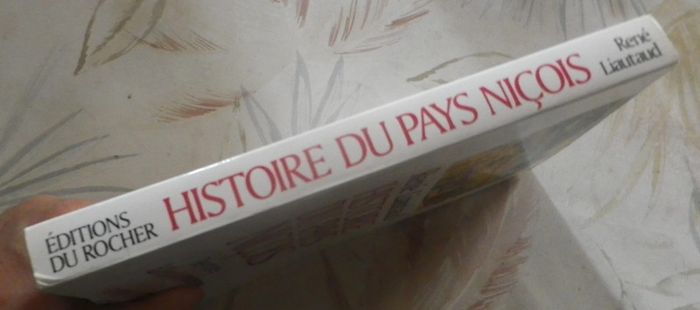 ÉDITIONS
DU ROCHER
HISTOIRE DU PAYS NIÇOIS
René
Liautaud